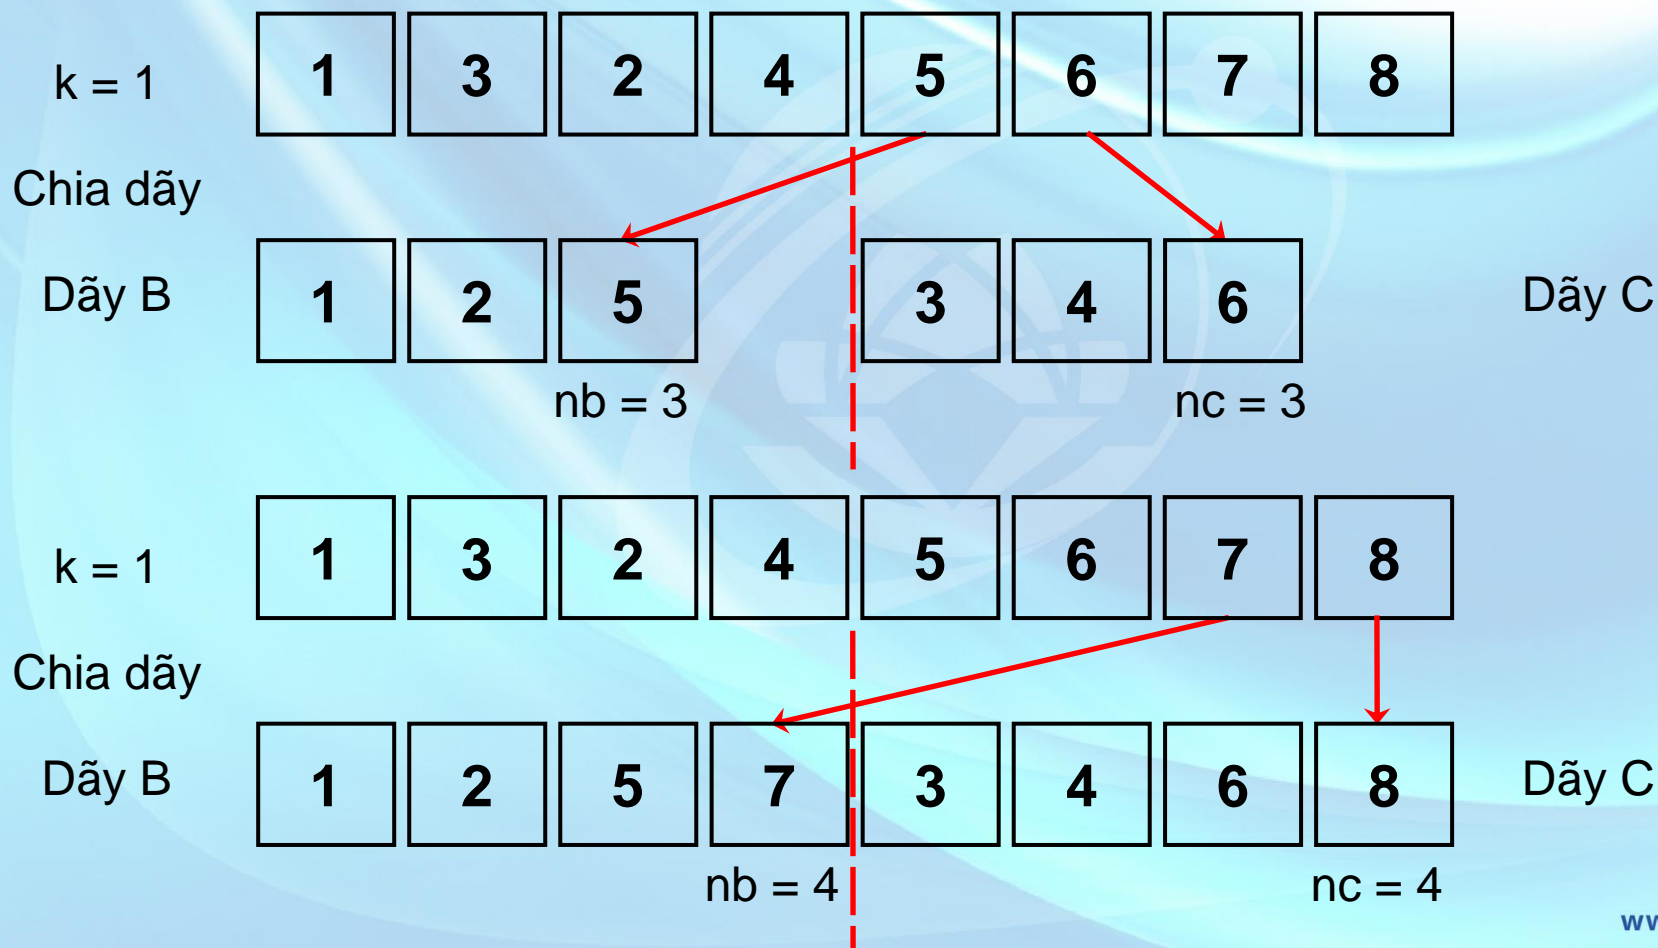 k = 1 1 3 2 4 5 6 7 8
Chia dãy
Dãy B 1 2 5 3 4 6 Dãy C
nb = 3 nc = 3
k = 1 1 3 2 4 5 6 7 8
Chia dãy
Dãy B 1 2 5 7 3 4 6 8 Dãy C
nb = 4 nc = 4